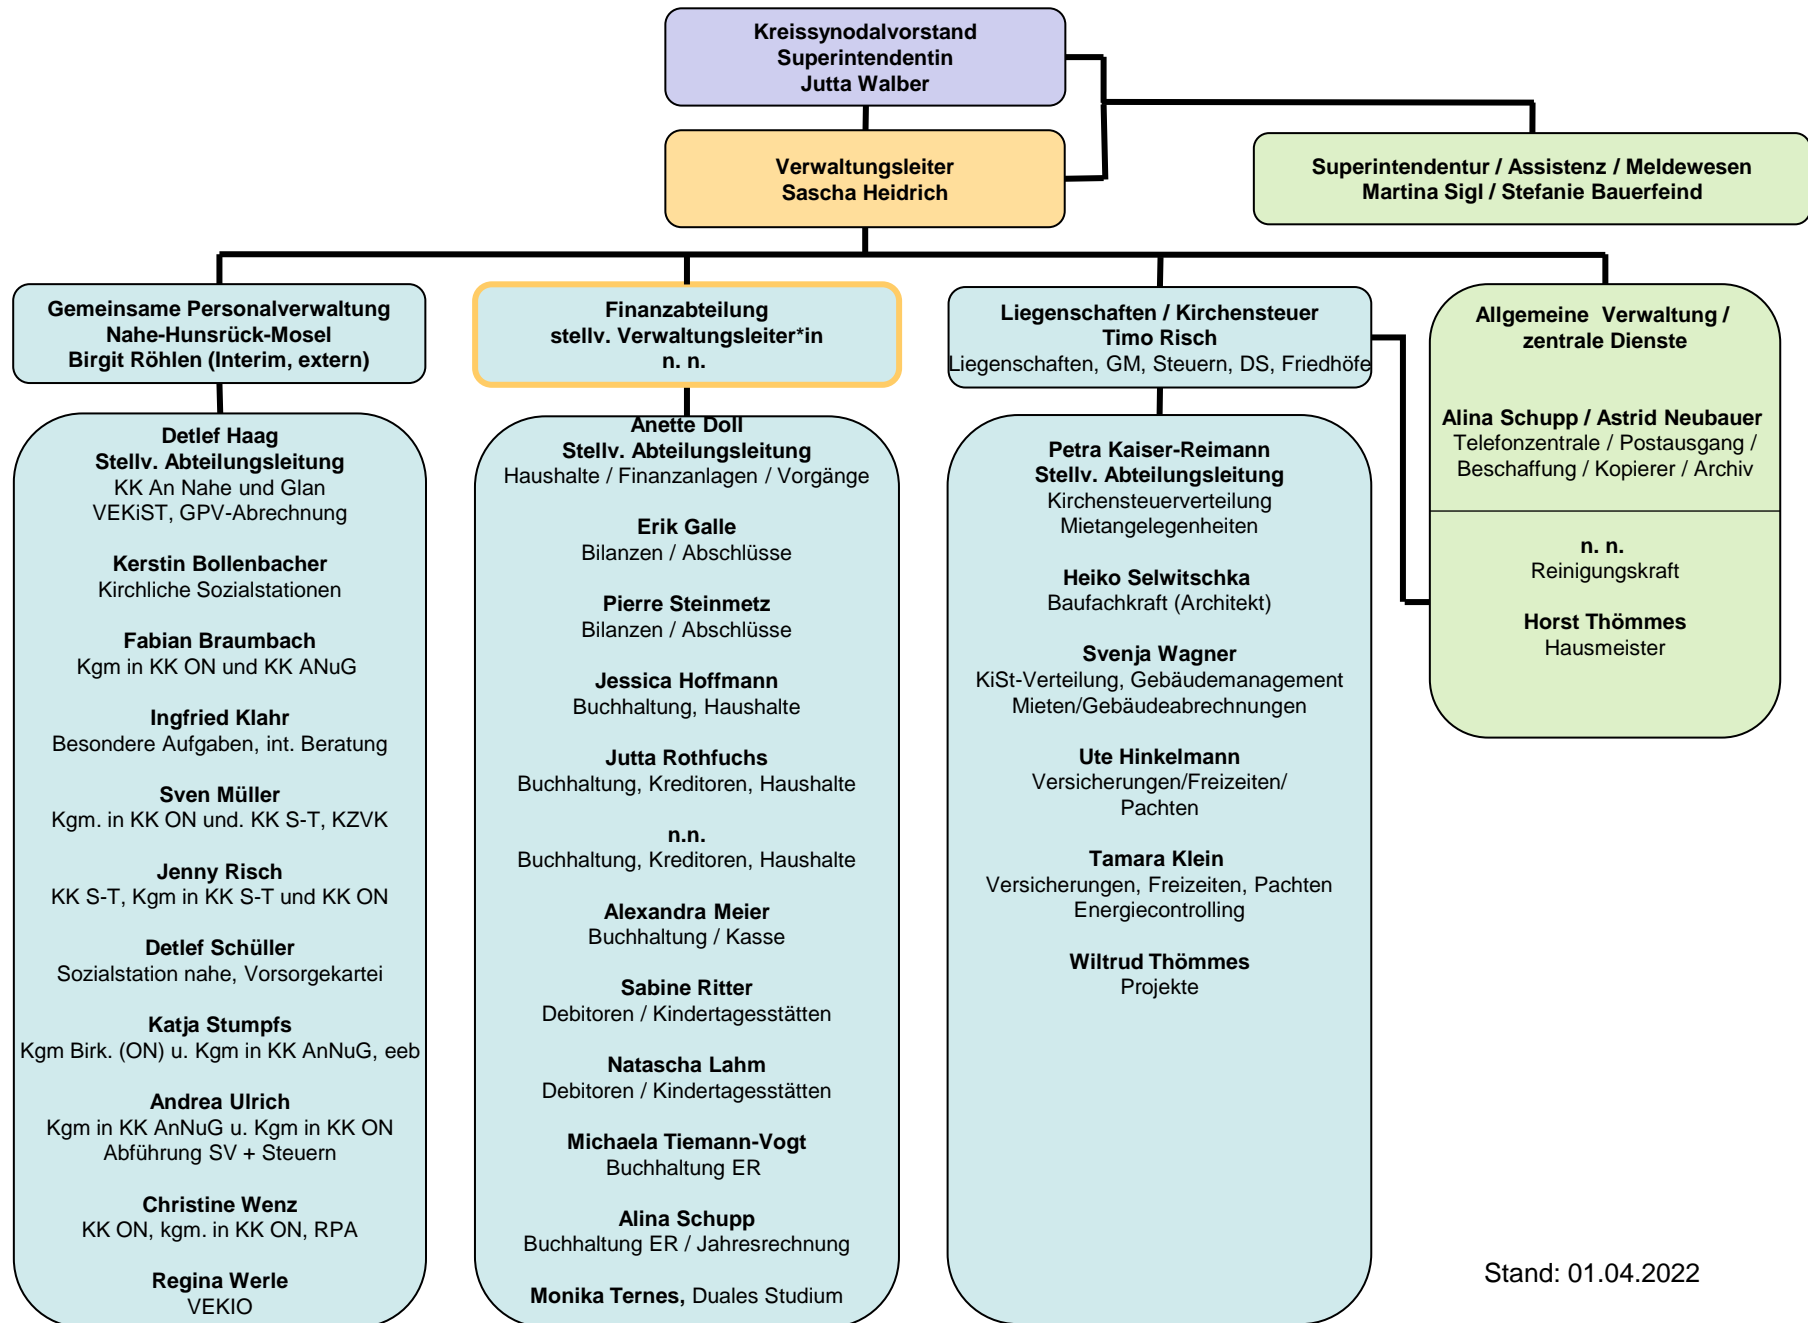 Kreissynodalvorstand
Superintendentin
Jutta Walber
Verwaltungsleiter
Sascha Heidrich
Superintendentur / Assistenz / Meldewesen
Martina Sigl / Stefanie Bauerfeind
Gemeinsame Personalverwaltung
Nahe-Hunsrück-Mosel
Birgit Röhlen (Interim, extern)
Detlef Haag
Stellv. Abteilungsleitung
KK An Nahe und Glan
VEKiST, GPV-Abrechnung
Kerstin Bollenbacher
Kirchliche Sozialstationen
Fabian Braumbach
Kgm in KK ON und KK ANuG
Ingfried Klahr
Besondere Aufgaben, int. Beratung
Sven Müller
Kgm. in KK ON und. KK S-T, KZVK
Jenny Risch
KK S-T, Kgm in KK S-T und KK ON
Detlef Schüller
Sozialstation nahe, Vorsorgekartei
Katja Stumpfs
Kgm Birk. (ON) u. Kgm in KK AnNuG, eeb
Andrea Ulrich
Kgm in KK AnNuG u. Kgm in KK ON
Abführung SV + Steuern
Christine Wenz
KK ON, kgm. in KK ON, RPA
Regina Werle
VEKIO
Finanzabteilung
stellv. Verwaltungsleiter*in
n. n.
Anette Doll
Stellv. Abteilungsleitung
Haushalte / Finanzanlagen / Vorgänge
Erik Galle
Bilanzen / Abschlüsse
Pierre Steinmetz
Bilanzen / Abschlüsse
Jessica Hoffmann
Buchhaltung, Haushalte
Jutta Rothfuchs
Buchhaltung, Kreditoren, Haushalte
n.n.
Buchhaltung, Kreditoren, Haushalte
Alexandra Meier
Buchhaltung / Kasse
Sabine Ritter
Debitoren / Kindertagesstätten
Natascha Lahm
Debitoren / Kindertagesstätten
Michaela Tiemann-Vogt
Buchhaltung ER
Alina Schupp
Buchhaltung ER / Jahresrechnung
Monika Ternes, Duales Studium
Liegenschaften / Kirchensteuer
Timo Risch
Liegenschaften, GM, Steuern, DS, Friedhöfe
Petra Kaiser-Reimann
Stellv. Abteilungsleitung
Kirchensteuerverteilung
Mietangelegenheiten
Heiko Selwitschka
Baufachkraft (Architekt)
Svenja Wagner
KiSt-Verteilung, Gebäudemanagement
Mieten/Gebäudeabrechnungen
Ute Hinkelmann
Versicherungen/Freizeiten/
Pachten
Tamara Klein
Versicherungen, Freizeiten, Pachten
Energiecontrolling
Wiltrud Thömmes
Projekte
Allgemeine Verwaltung /
zentrale Dienste
Alina Schupp / Astrid Neubauer
Telefonzentrale / Postausgang /
Beschaffung / Kopierer / Archiv
n. n.
Reinigungskraft
Horst Thömmes
Hausmeister
Stand: 01.04.2022